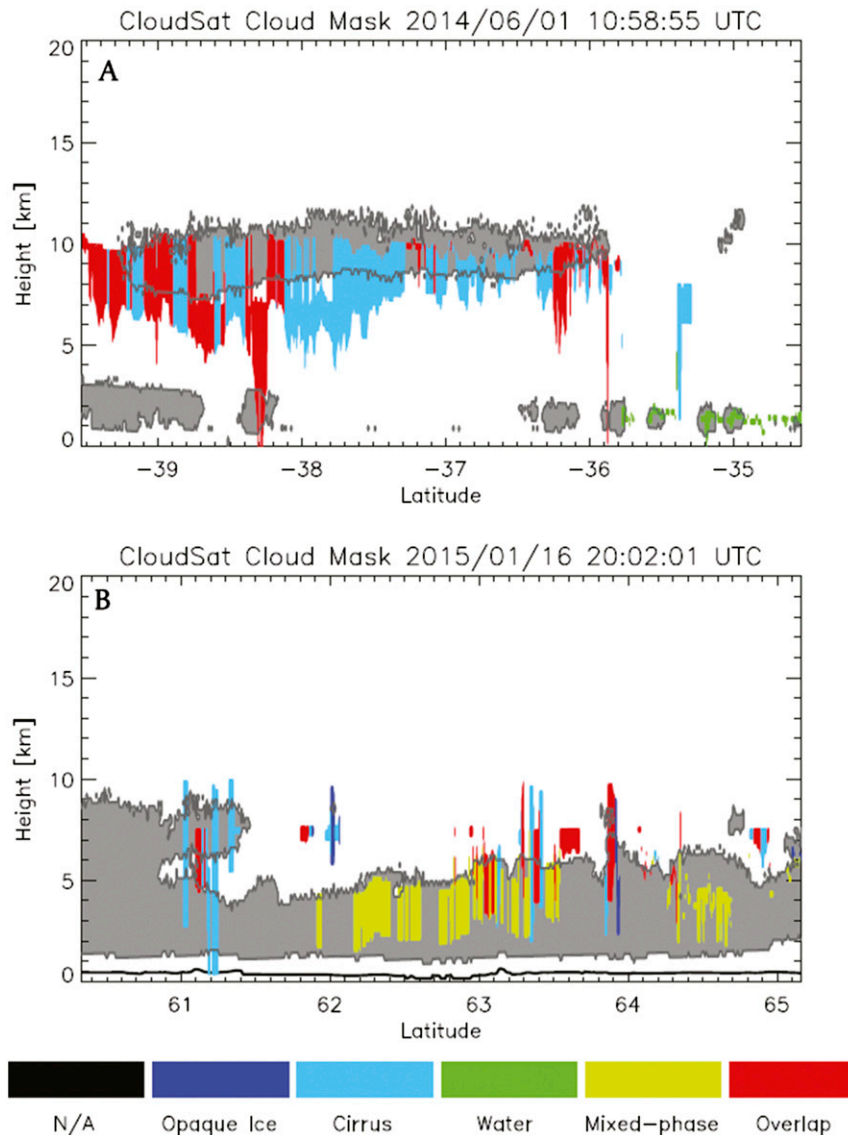 CloudSat Cloud Mask 2014/06/01 10:58:55 UTC
A
20
15
10
5
0
Height [km]
-39 -38 -37 -36 -35
Latitude
CloudSat Cloud Mask 2015/01/16 20:02:01 UTC
B
20
15
10
5
0
Height [km]
61 62 63 64 65
Latitude
N/A Opaque Ice Cirrus Water Mixed-phase Overlap